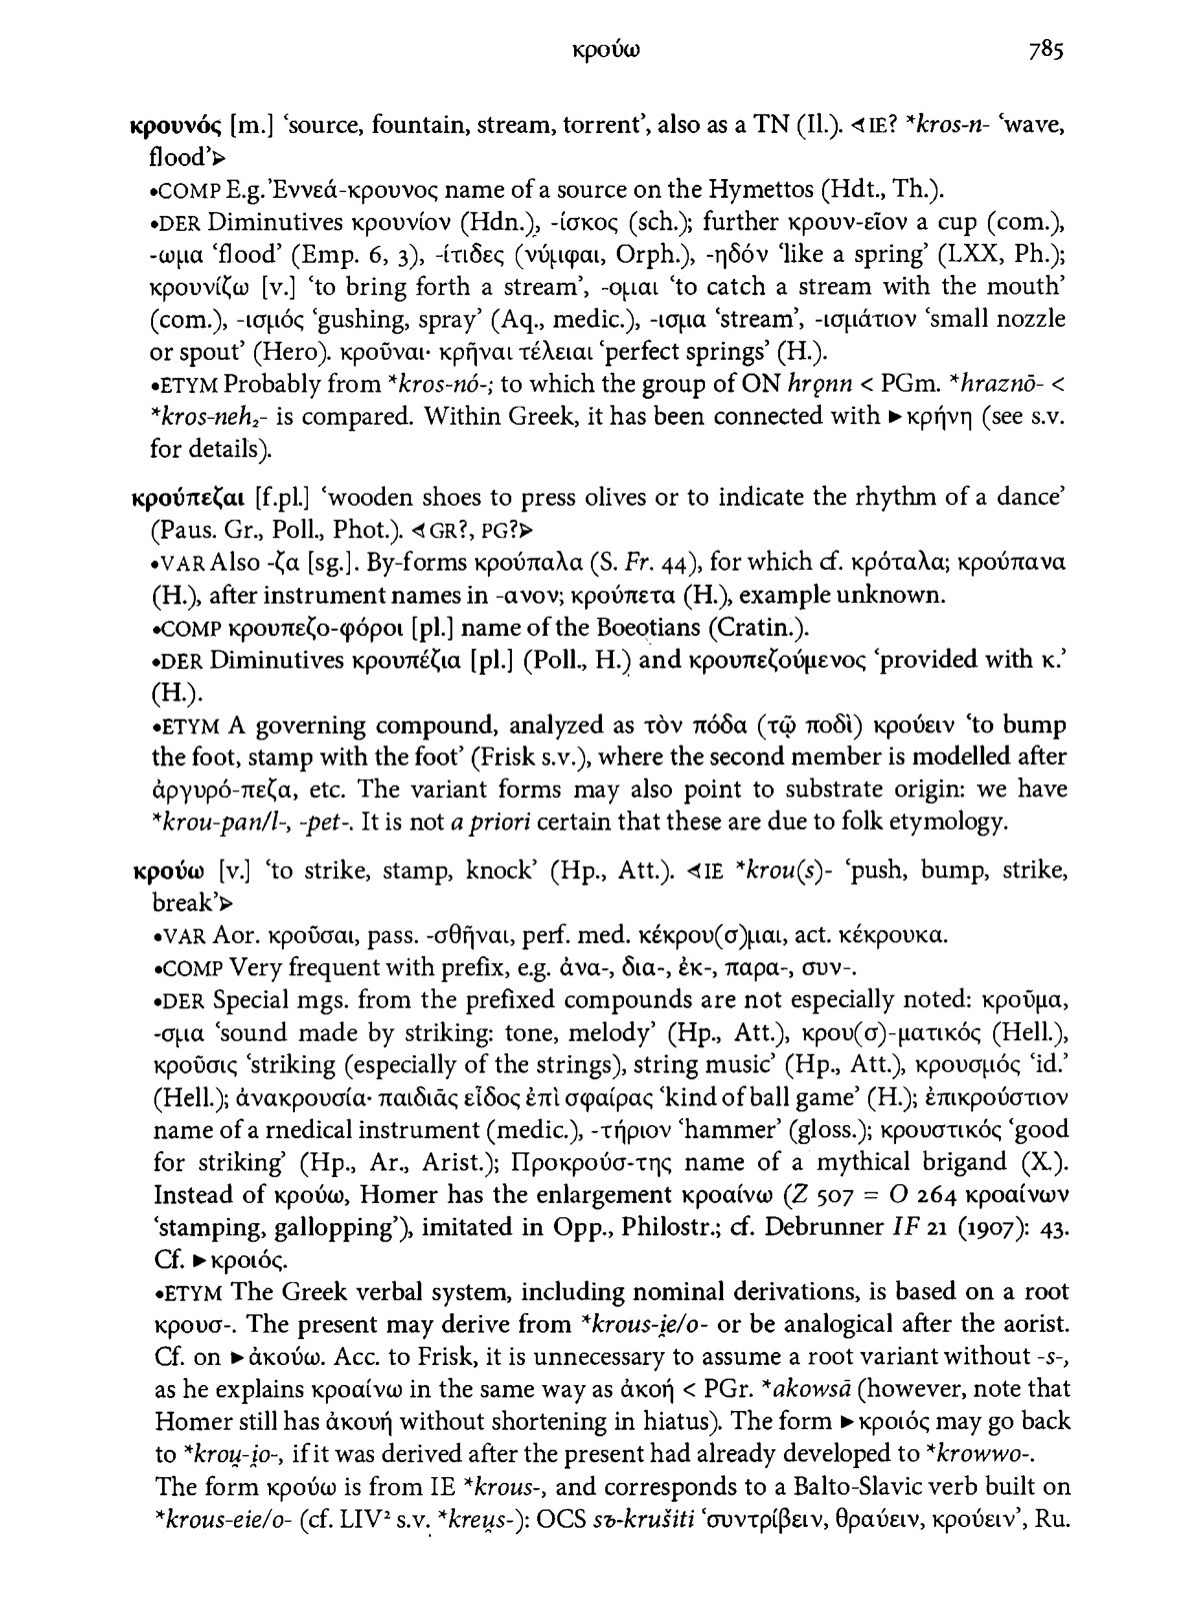 κρούω 785
κρουνός [m.] ‘source, fountain, stream, torrent’, also as a TN (Il.). ⋖IE? *kros-n- ‘wave,
flood’⋗
•COMP E.g. Ἐννεά-κρουνος name of a source on the Hymettos (Hdt., Th.).
•DER Diminutives κρουνίον (Hdn.), -ίσκος (sch.); further κρουν-εῖον a cup (com.),
-ωμα ‘flood’ (Emp. 6, 3), -ίτιδες (νύμφαι, Orph.), -ηδόν ‘like a spring’ (LXX, Ph.);
κρουνίζω [v.] ‘to bring forth a stream’, -ομαι ‘to catch a stream with the mouth’
(com.), -ισμός ‘gushing, spray’ (Aq., medic.), -ισμα ‘stream’, -ισμάτιον ‘small nozzle
or spout’ (Hero). κροῦναι· κρῆναι τέλειαι ‘perfect springs’ (H.).
•ETYM Probably from *kros-nó-; to which the group of ON hrǫnn < PGm. *hraznō- <
*kros-neh₂- is compared. Within Greek, it has been connected with ►κρήνη (see s.v.
for details).
κρούπεζαι [f.pl.] ‘wooden shoes to press olives or to indicate the rhythm of a dance’
(Paus. Gr., Poll., Phot.). ⋖GR?, PG?⋗
•VAR Also -ζα [sg.]. By-forms κρούπαλα (S. Fr. 44), for which cf. κρόταλα; κρούπανα
(H.), after instrument names in -ανον; κρούπετα (H.), example unknown.
•COMP κρουπεζο-φόροι [pl.] name of the Boeotians (Cratin.).
•DER Diminutives κρουπέζια [pl.] (Poll., H.) and κρουπεζούμενος ‘provided with κ.’
(H.).
•ETYM A governing compound, analyzed as τὸν πόδα (τῷ ποδὶ) κρούειν ‘to bump
the foot, stamp with the foot’ (Frisk s.v.), where the second member is modelled after
ἀργυρό-πεζα, etc. The variant forms may also point to substrate origin: we have
*krou-pan/l-, -pet-. It is not a priori certain that these are due to folk etymology.
κρούω [v.] ‘to strike, stamp, knock’ (Hp., Att.). ⋖IE *krou(s)- ‘push, bump, strike,
break’⋗
•VAR Aor. κροῦσαι, pass. -σθῆναι, perf. med. κέκρου(σ)μαι, act. κέκρουκα.
•COMP Very frequent with prefix, e.g. ἀνα-, δια-, ἐκ-, παρα-, συν-.
•DER Special mgs. from the prefixed compounds are not especially noted: κροῦμα,
-σμα ‘sound made by striking: tone, melody’ (Hp., Att.), κρου(σ)-ματικός (Hell.),
κροῦσις ‘striking (especially of the strings), string music’ (Hp., Att.), κρουσμός ‘id.’
(Hell.); ἀνακρουσία· παιδιᾶς εἶδος ἐπὶ σφαίρας ‘kind of ball game’ (H.); ἐπικρούστιον
name of a rnedical instrument (medic.), -τήριον ‘hammer’ (gloss.); κρουστικός ‘good
for striking’ (Hp., Ar., Arist.); Προκρούσ-της name of a mythical brigand (X.).
Instead of κρούω, Homer has the enlargement κροαίνω (Z 507 = O 264 κροαίνων
‘stamping, gallopping’), imitated in Opp., Philostr.; cf. Debrunner IF 21 (1907): 43.
Cf. ►κροιός.
•ETYM The Greek verbal system, including nominal derivations, is based on a root
κρουσ-. The present may derive from *krous-i̯e/o- or be analogical after the aorist.
Cf. on ►ἀκούω. Acc. to Frisk, it is unnecessary to assume a root variant without -s-,
as he explains κροαίνω in the same way as ἀκοή < PGr. *akowsā (however, note that
Homer still has ἀκουή without shortening in hiatus). The form ►κροιός may go back
to *krou̯-i̯o-, if it was derived after the present had already developed to *krowwo-.
The form κρούω is from IE *krous-, and corresponds to a Balto-Slavic verb built on
*krous-eie/o- (cf. LIV² s.v. *kreu̯s-): OCS sъ-krušiti ‘συντρίβειν, θραύειν, κρούειν’, Ru.